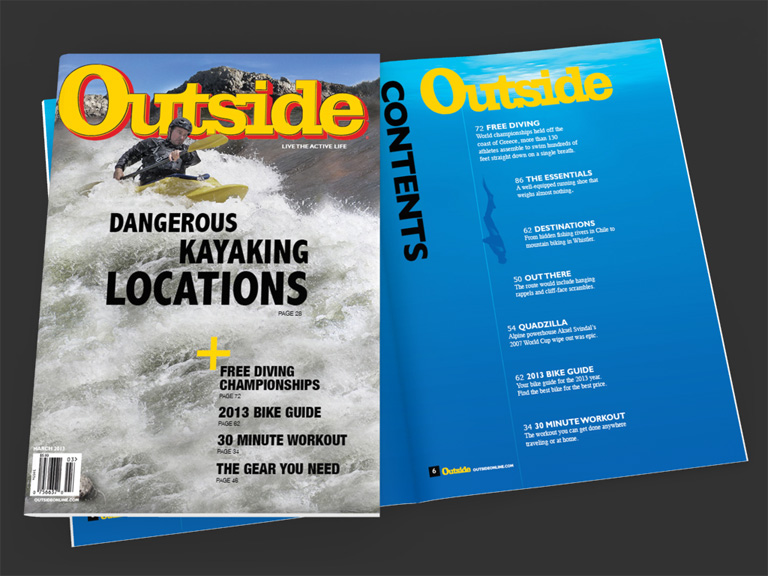 Outside
LIVE THE ACTIVE LIFE
DANGEROUS
KAYAKING
LOCATIONS
PAGE 28
+
FREE DIVING
CHAMPIONSHIPS
PAGE 72
2013 BIKE GUIDE
PAGE 62
30 MINUTE WORKOUT
PAGE 34
THE GEAR YOU NEED
PAGE 46
MARCH 2013
03
OUTSIDEONLINE.COM
CONTENTS
Outside
72 FREE DIVING
World championships held off the
coast of Greece, more than 130
athletes assemble to swim hundreds of
feet straight down on a single breath.
86 THE ESSENTIALS
A well-equipped running shoe that
weighs almost nothing.
62 DESTINATIONS
From hidden fishing rivers in Chile to
mountain biking in Whistler.
50 OUT THERE
The route would include hanging
rappels and cliff-face scrambles.
54 QUADZILLA
Alpine powerhouse Aksel Svindal's
2007 World Cup wipe out was epic.
62 2013 BIKE GUIDE
Your bike guide for the 2013 year.
Find the best bike for the best price.
34 30 MINUTE WORKOUT
The workout you can get done anywhere
traveling or at home.
6 Outside OUTSIDEONLINE.COM